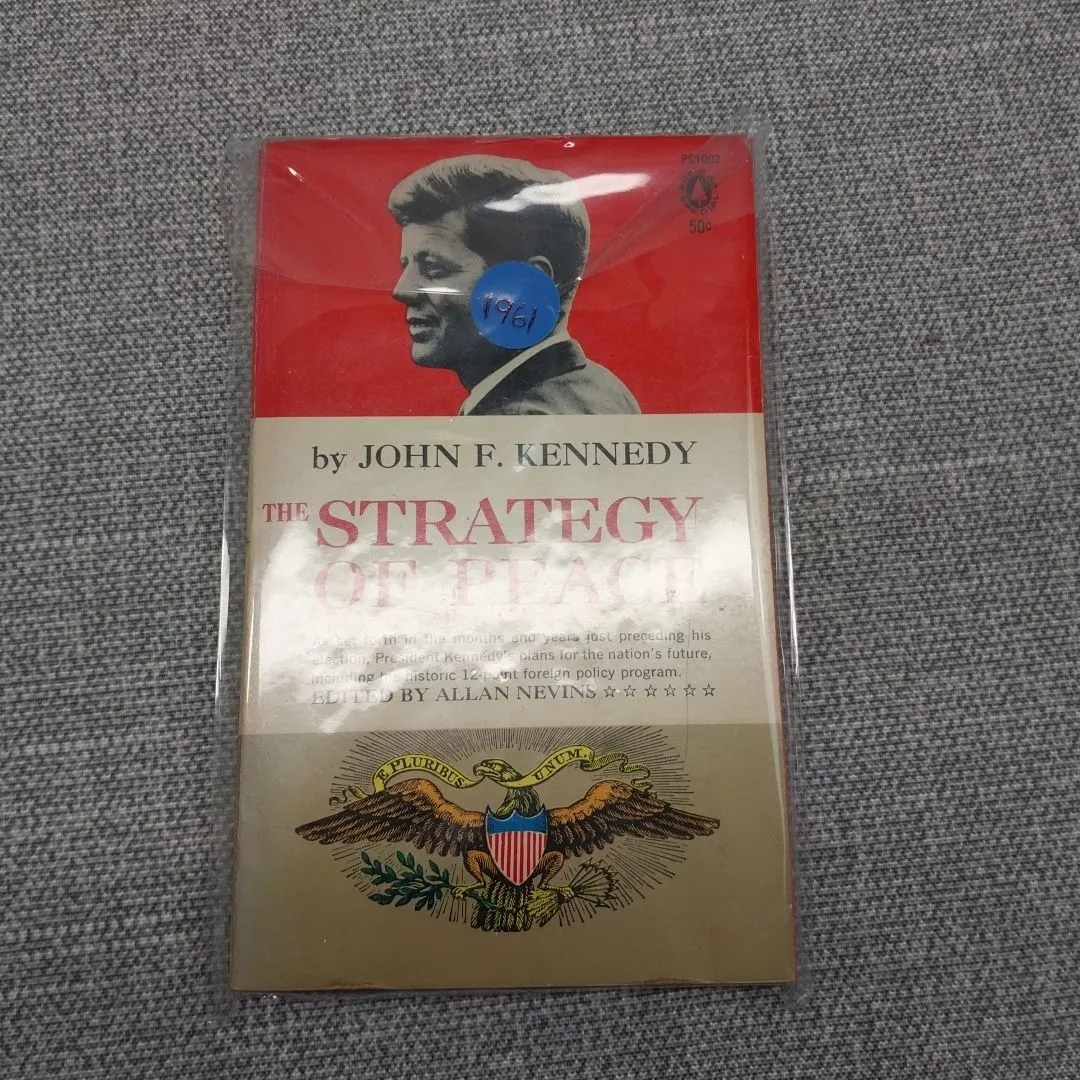 50¢
1961
by JOHN F. KENNEDY
THE STRATEGY
OF PEACE
As set forth in the months and years just preceding his
election, President Kennedy's plans for the nation's future,
including his historic 12-point foreign policy program.
EDITED BY ALLAN NEVINS ☆☆☆☆☆☆
E PLURIBUS UNUM.